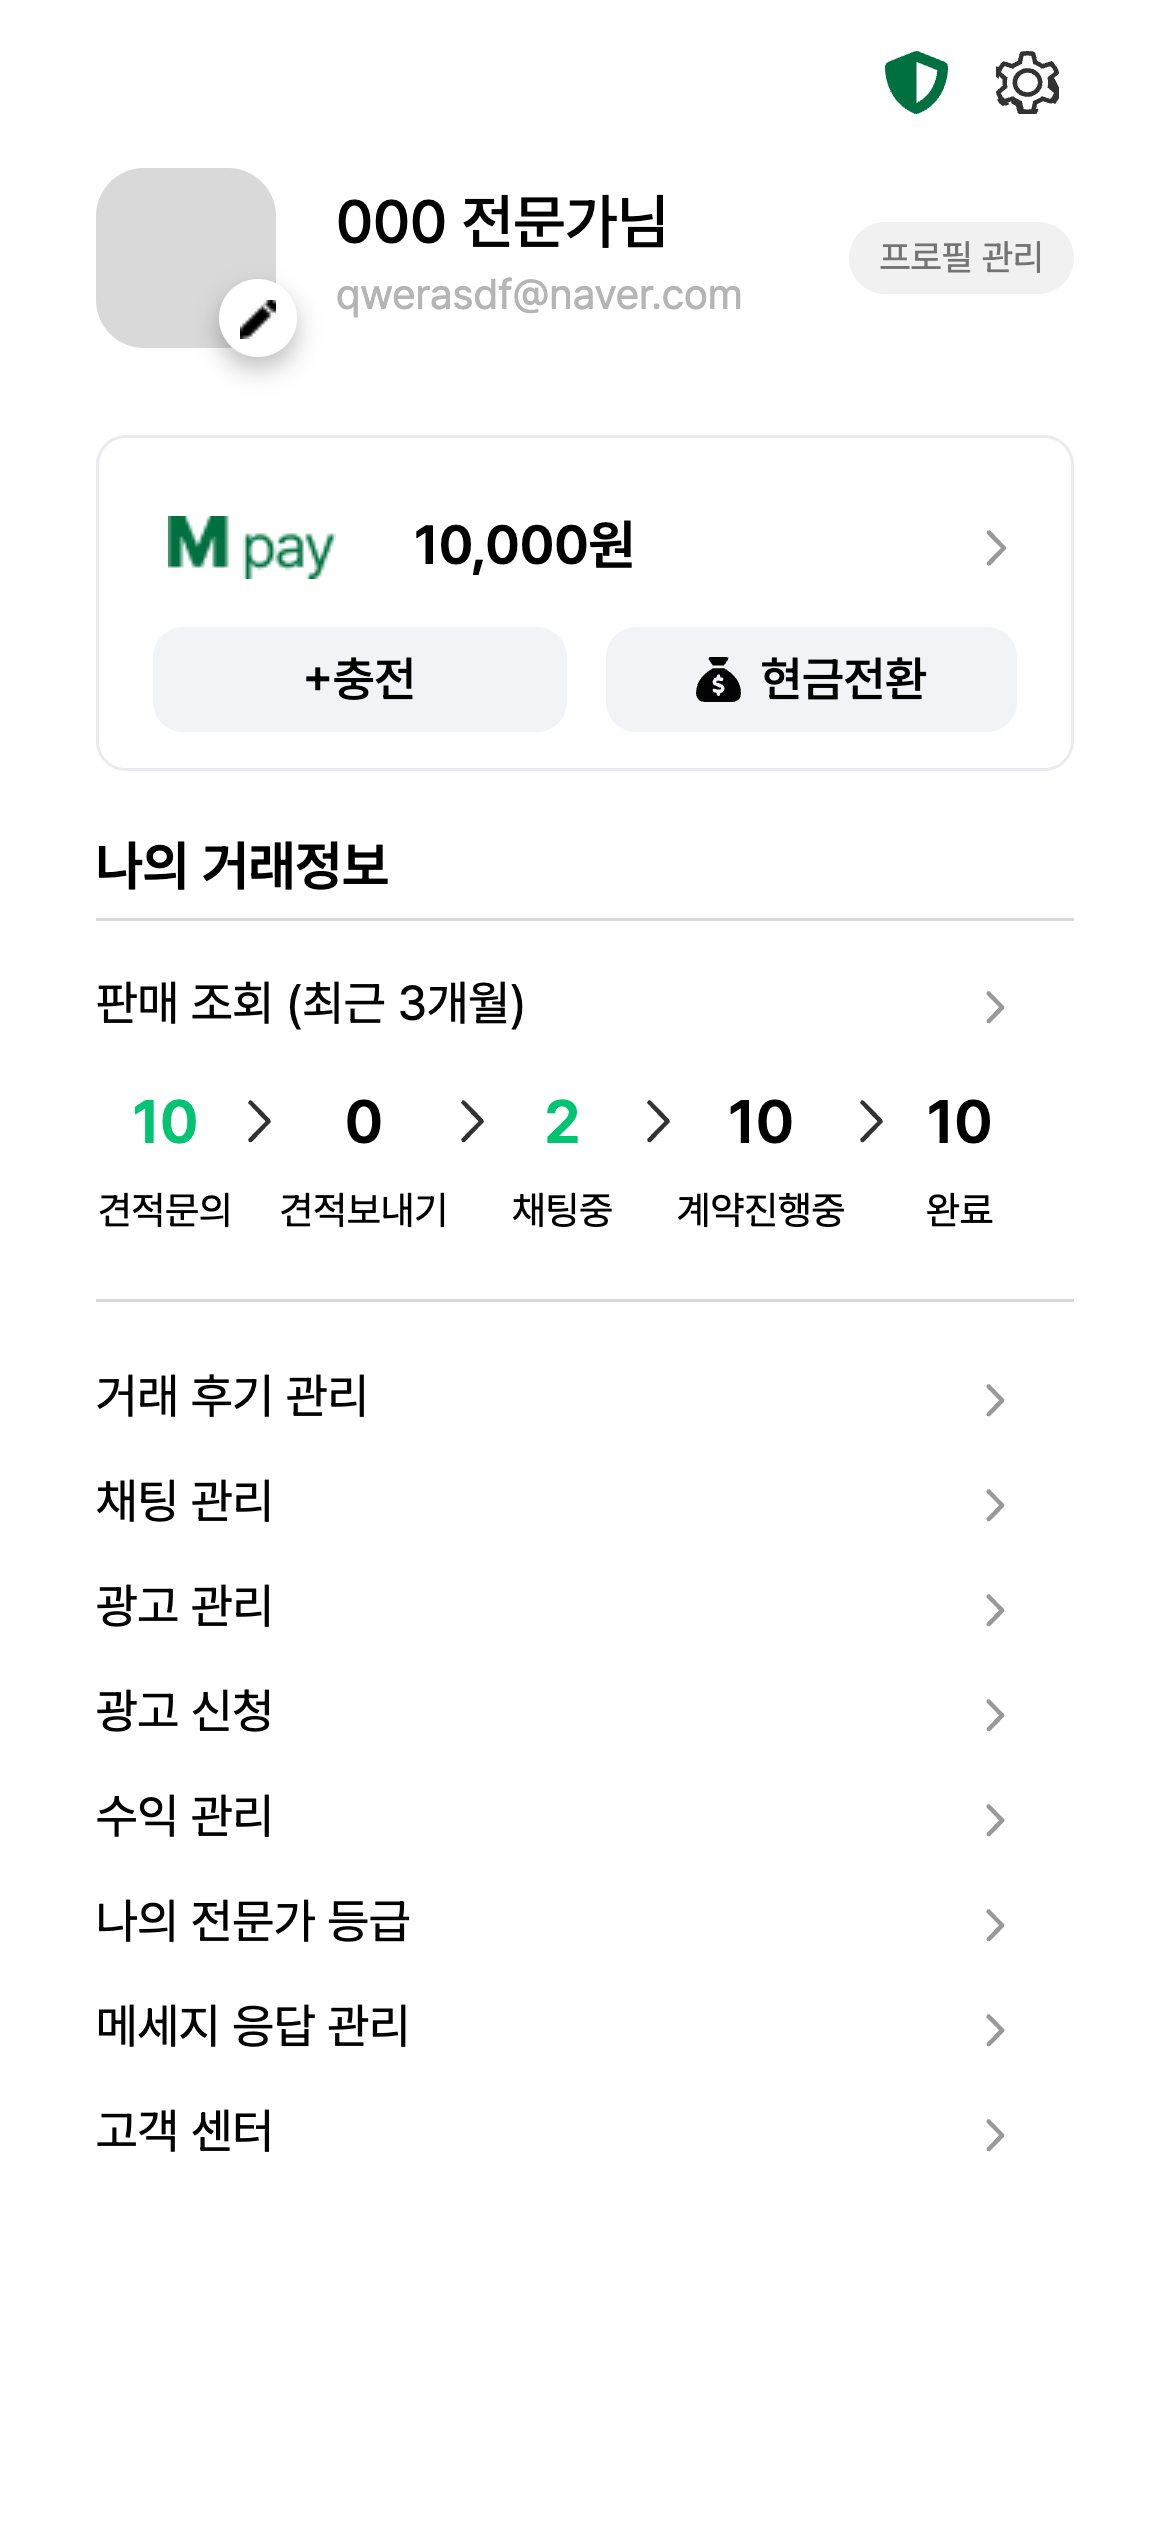 000 전문가님
qwerasdf@naver.com
프로필 관리
M pay 10,000원
+충전
$ 현금전환
나의 거래정보
판매 조회 (최근 3개월)
10 0 2 10 10
견적문의 견적보내기 채팅중 계약진행중 완료
거래 후기 관리
채팅 관리
광고 관리
광고 신청
수익 관리
나의 전문가 등급
메세지 응답 관리
고객 센터